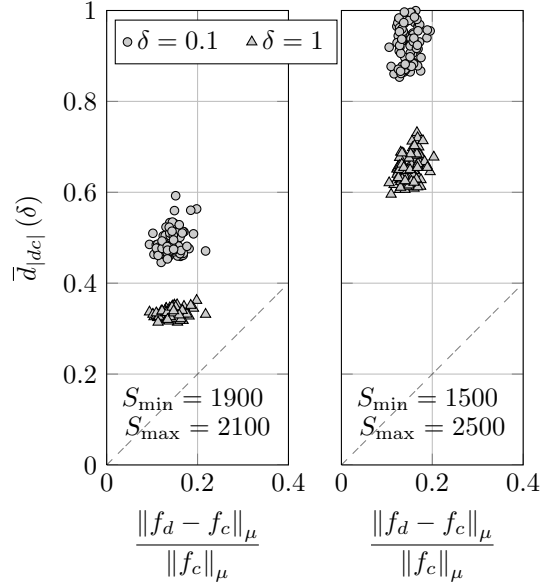 1
0.8
0.6
0.4
0.2
0
d̅|dc| (δ)
δ = 0.1 δ = 1
S_min = 1900
S_max = 2100
S_min = 1500
S_max = 2500
0 0.2 0.4
0 0.2 0.4
‖f_d − f_c‖_μ
‖f_c‖_μ
‖f_d − f_c‖_μ
‖f_c‖_μ